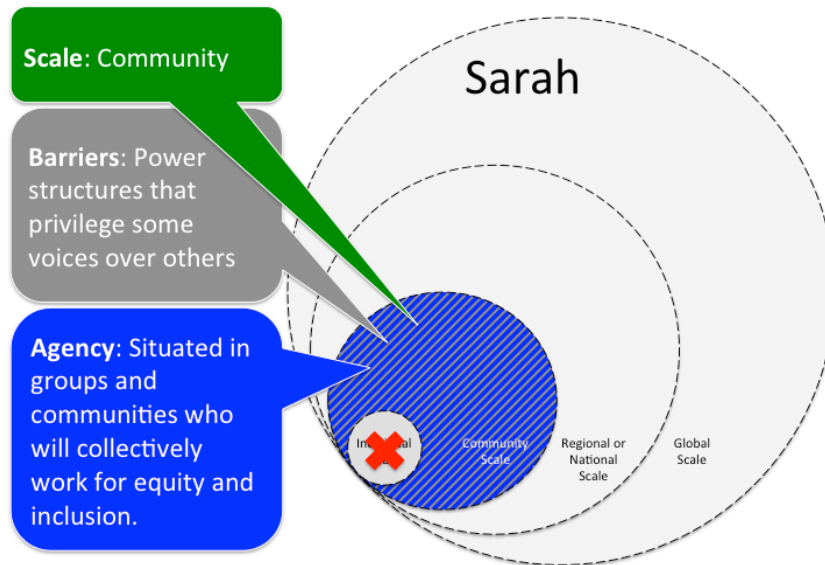 Scale: Community
Barriers: Power
structures that
privilege some
voices over others
Agency: Situated in
groups and
communities who
will collectively
work for equity and
inclusion.
Sarah
Community
Scale
Regional or
National
Scale
Global
Scale